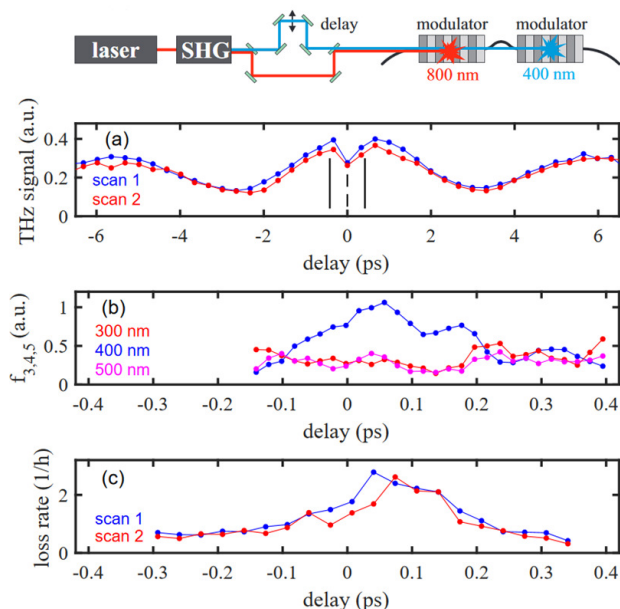 delay
modulator modulator
laser SHG
800 nm 400 nm
(a)
THz signal (a.u.)
0.4
0.2
0
scan 1
scan 2
-6 -4 -2 0 2 4 6
delay (ps)
(b)
f3,4,5 (a.u.)
1
0.5
0
300 nm
400 nm
500 nm
-0.4 -0.3 -0.2 -0.1 0 0.1 0.2 0.3 0.4
delay (ps)
(c)
loss rate (1/h)
2
0
scan 1
scan 2
-0.4 -0.3 -0.2 -0.1 0 0.1 0.2 0.3 0.4
delay (ps)